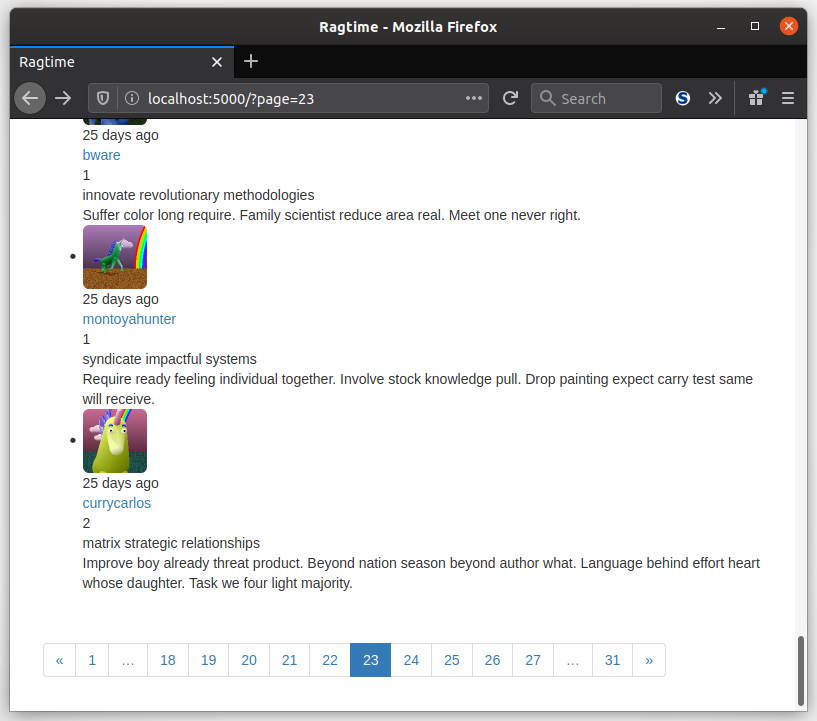 Ragtime - Mozilla Firefox
Ragtime
localhost:5000/?page=23
Search
25 days ago
bware
1
innovate revolutionary methodologies
Suffer color long require. Family scientist reduce area real. Meet one never right.
25 days ago
montoyahunter
1
syndicate impactful systems
Require ready feeling individual together. Involve stock knowledge pull. Drop painting expect carry test same
will receive.
25 days ago
currycarlos
2
matrix strategic relationships
Improve boy already threat product. Beyond nation season beyond author what. Language behind effort heart
whose daughter. Task we four light majority.
« 1 … 18 19 20 21 22 23 24 25 26 27 … 31 »